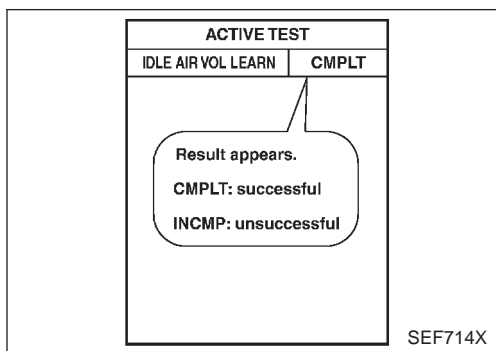 ACTIVE TEST
IDLE AIR VOL LEARN CMPLT
Result appears.
CMPLT: successful
INCMP: unsuccessful
SEF714X